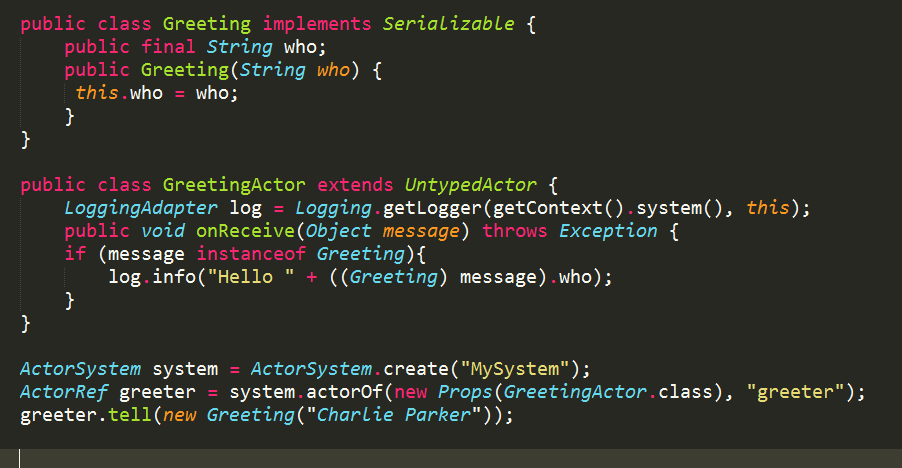 public class Greeting implements Serializable {
    public final String who;
    public Greeting(String who) {
     this.who = who;
    }
}

public class GreetingActor extends UntypedActor {
    LoggingAdapter log = Logging.getLogger(getContext().system(), this);
    public void onReceive(Object message) throws Exception {
    if (message instanceof Greeting){
        log.info("Hello " + ((Greeting) message).who);
    }
}

ActorSystem system = ActorSystem.create("MySystem");
ActorRef greeter = system.actorOf(new Props(GreetingActor.class), "greeter");
greeter.tell(new Greeting("Charlie Parker"));